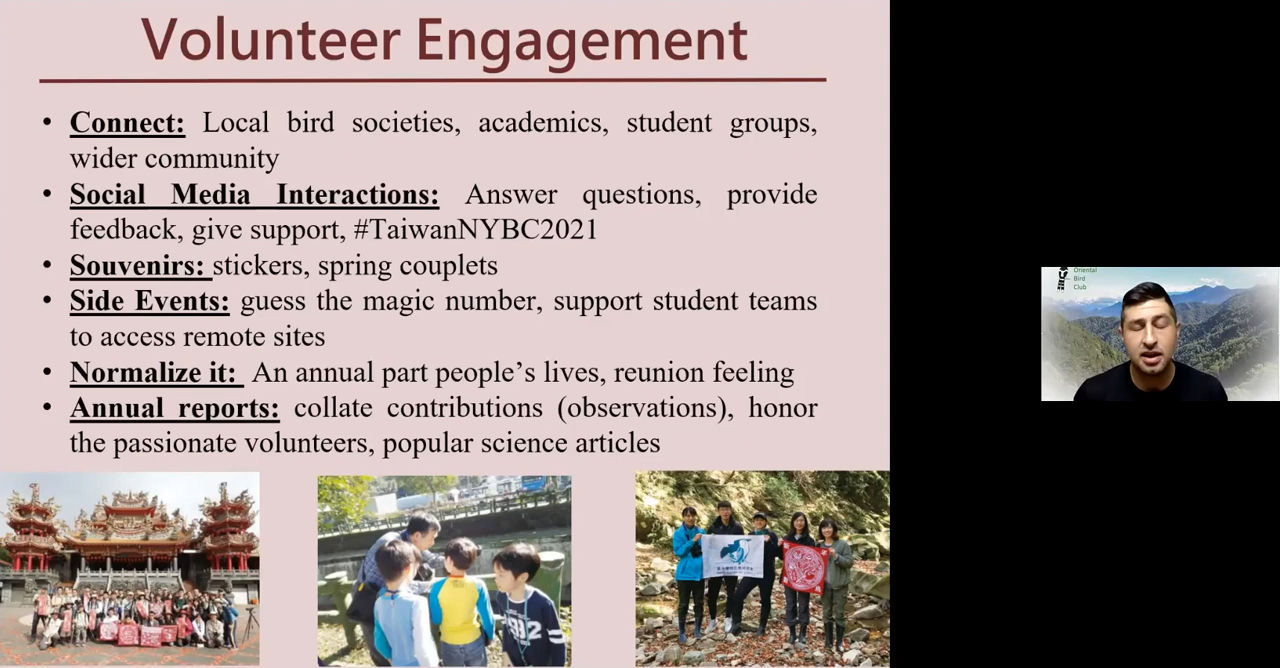 Volunteer Engagement
• Connect: Local bird societies, academics, student groups,
wider community
• Social Media Interactions: Answer questions, provide
feedback, give support, #TaiwanNYBC2021
• Souvenirs: stickers, spring couplets
• Side Events: guess the magic number, support student teams
to access remote sites
• Normalize it: An annual part people’s lives, reunion feeling
• Annual reports: collate contributions (observations), honor
the passionate volunteers, popular science articles
Oriental
Bird
Club